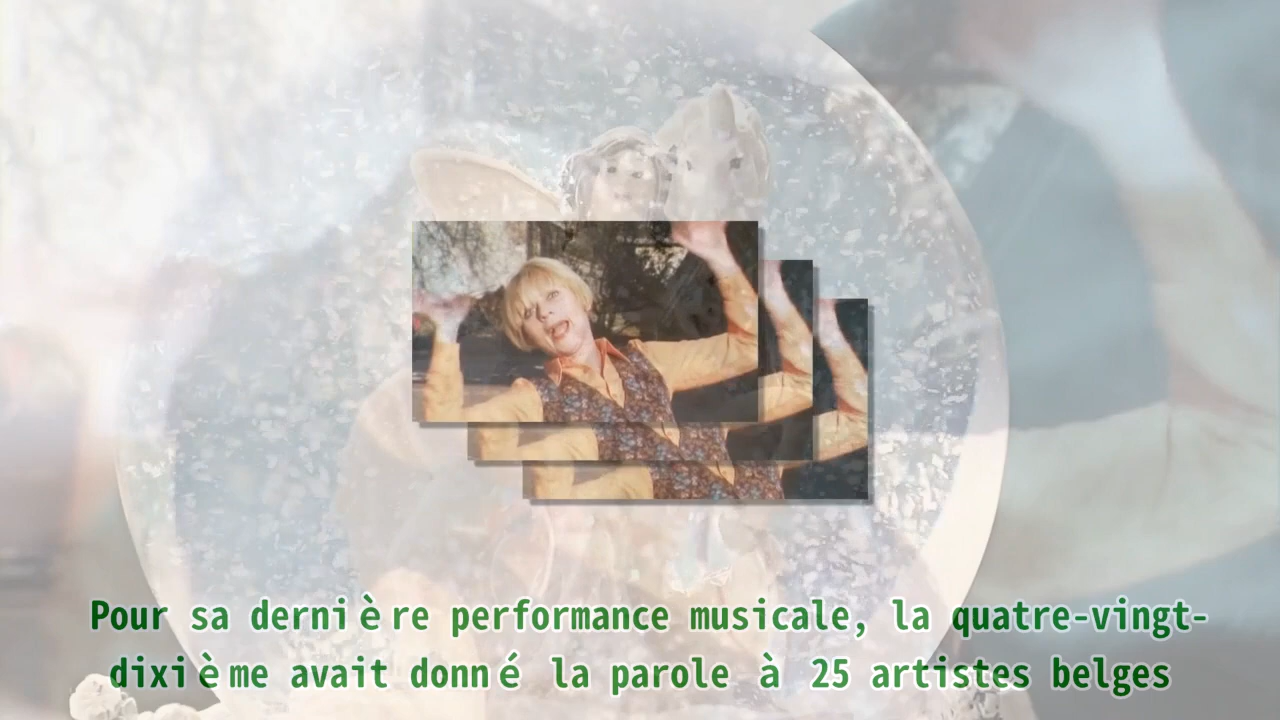 Pour sa dernière performance musicale, la quatre-vingt-
dixième avait donné la parole à 25 artistes belges